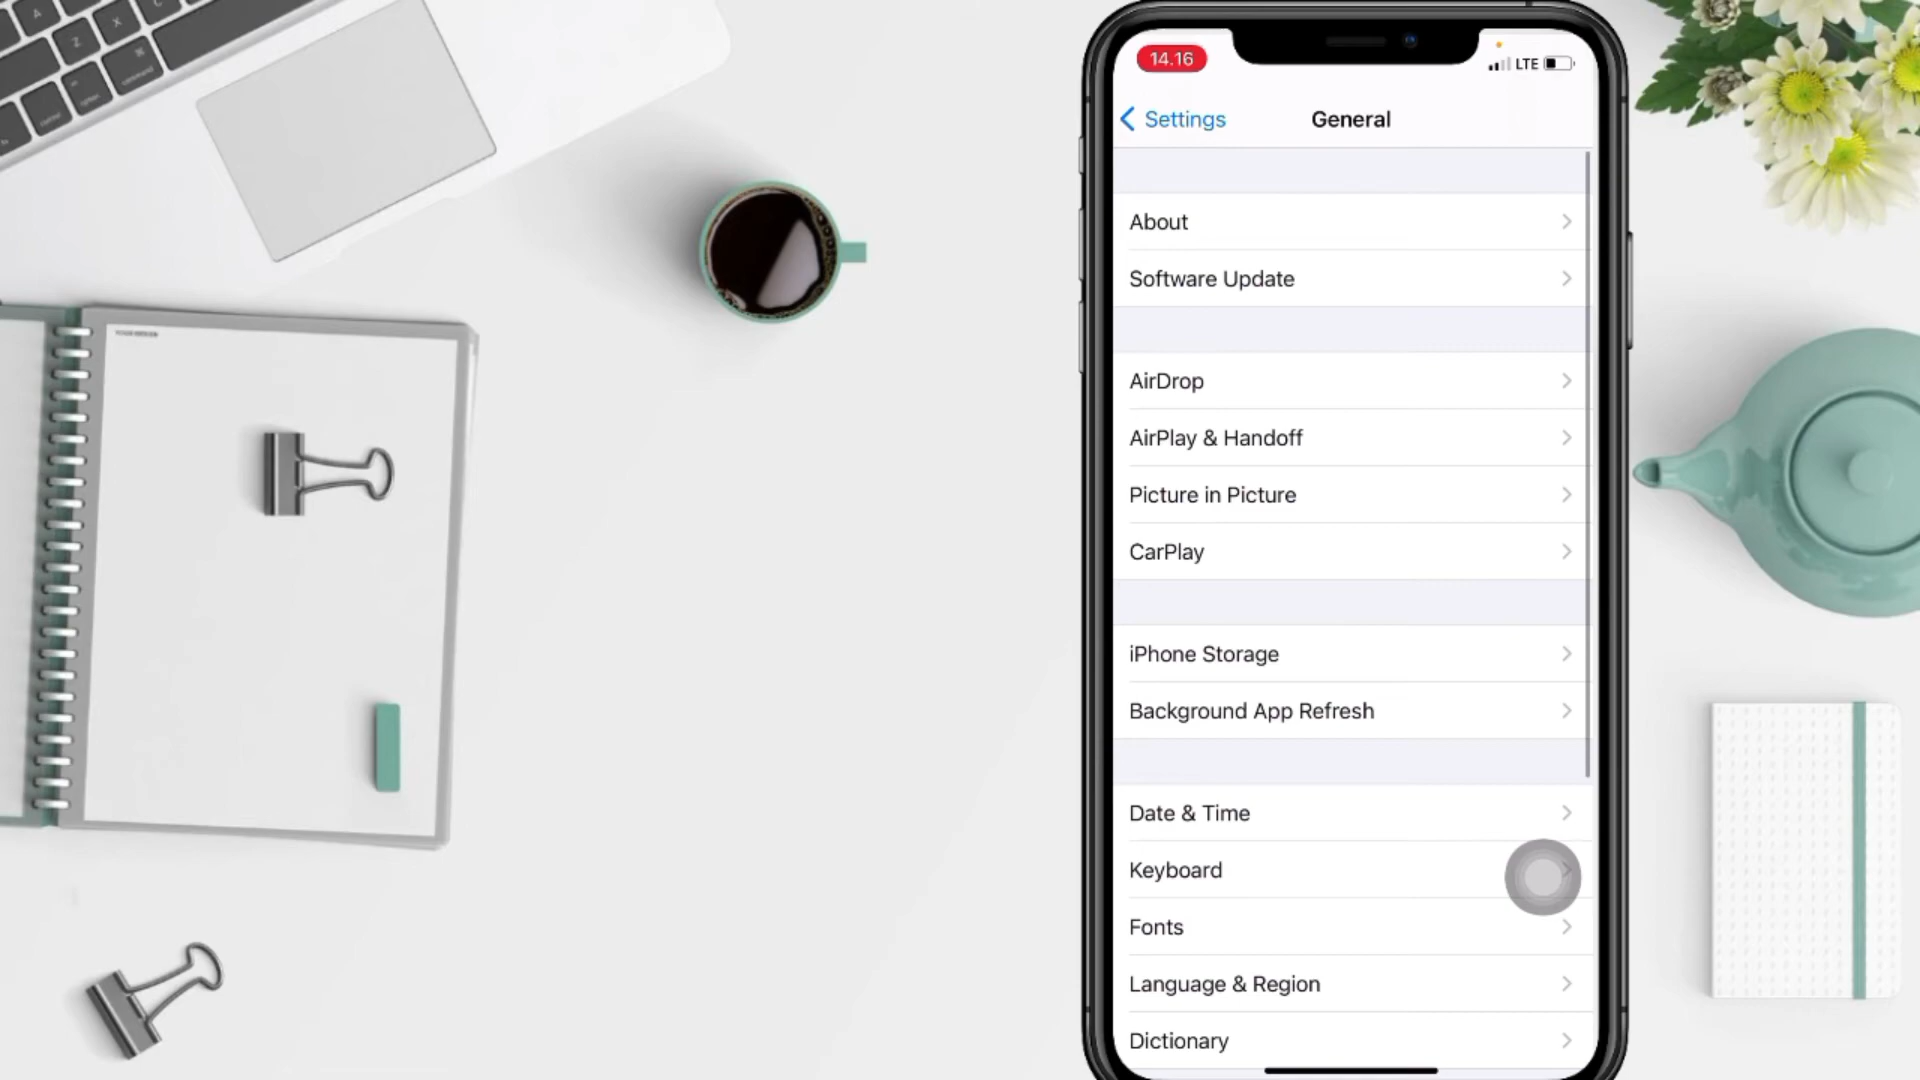 14.16
LTE
Settings
General
About
Software Update
AirDrop
AirPlay & Handoff
Picture in Picture
CarPlay
iPhone Storage
Background App Refresh
Date & Time
Keyboard
Fonts
Language & Region
Dictionary
A
Z
X
C
⌘
command